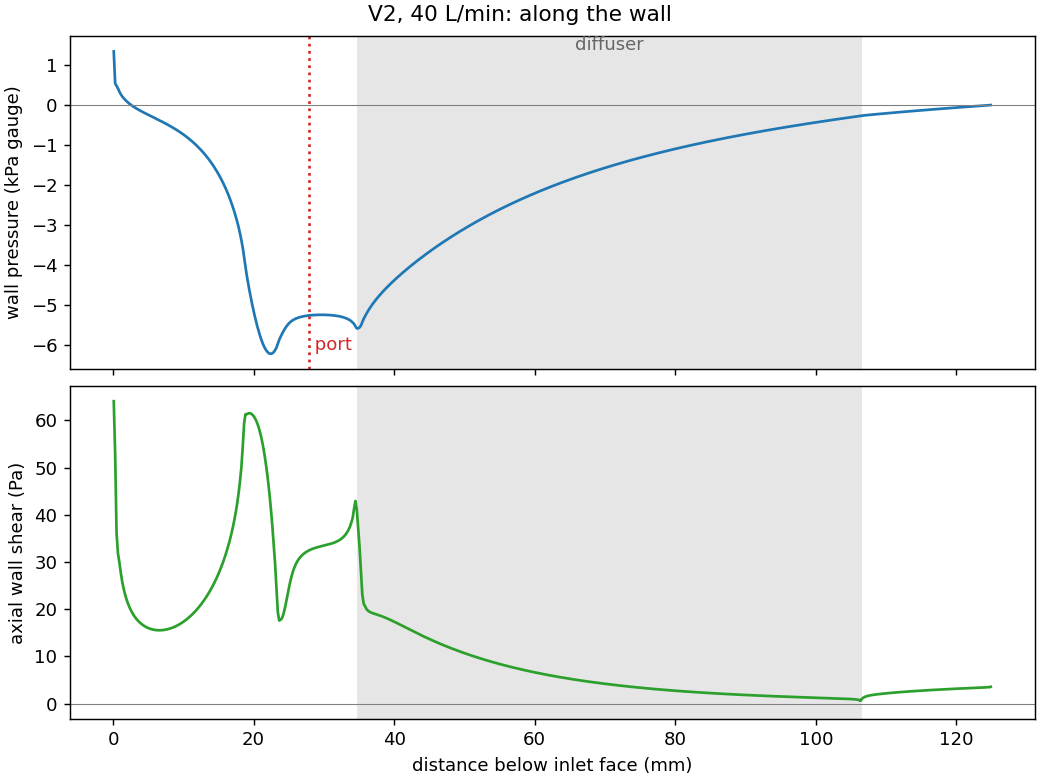 V2, 40 L/min: along the wall
diffuser
1
0
−1
−2
−3
−4
−5
−6
wall pressure (kPa gauge)
port
60
50
40
30
20
10
0
axial wall shear (Pa)
0 20 40 60 80 100 120
distance below inlet face (mm)